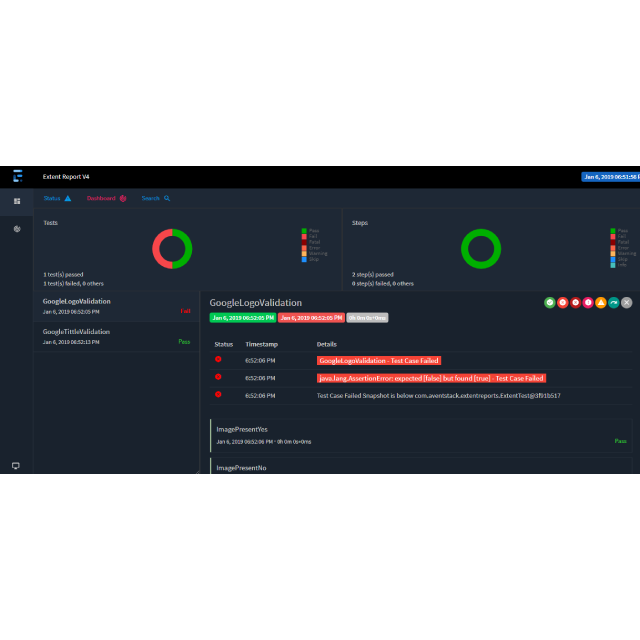 Extent Report V4
Jan 6, 2019 06:51:56 P
Status
Dashboard
Search
Tests
Pass
Fail
Fatal
Error
Warning
Skip
1 test(s) passed
1 test(s) failed, 0 others
Steps
Pass
Fail
Fatal
Error
Warning
Skip
Info
2 step(s) passed
0 step(s) failed, 0 others
GoogleLogoValidation
Jan 6, 2019 06:52:05 PM
Fail
GoogleTittleValidation
Jan 6, 2019 06:52:13 PM
Pass
GoogleLogoValidation
Jan 6, 2019 06:52:05 PM
Jan 6, 2019 06:52:05 PM
0h 0m 0s+0ms
Status Timestamp Details
6:52:06 PM GoogleLogoValidation - Test Case Failed
6:52:06 PM java.lang.AssertionError: expected [false] but found [true] - Test Case Failed
6:52:06 PM Test Case Failed Snapshot is below com.aventstack.extentreports.ExtentTest@3f91b517
ImagePresentYes
Jan 6, 2019 06:52:06 PM - 0h 0m 0s+0ms
Pass
ImagePresentNo